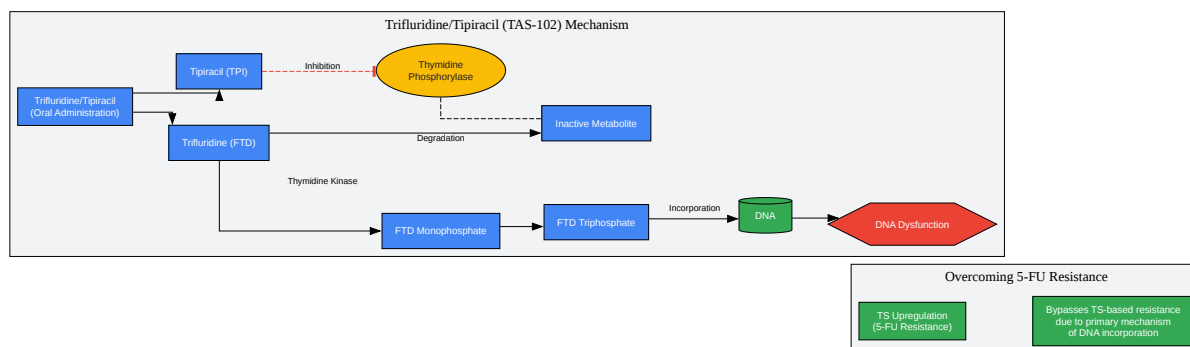 Trifluridine/Tipiracil (TAS-102) Mechanism
Tipiracil (TPI)
Inhibition
Thymidine
Phosphorylase
Trifluridine/Tipiracil
(Oral Administration)
Inactive Metabolite
Trifluridine (FTD)
Degradation
Thymidine Kinase
FTD Monophosphate
FTD Triphosphate
Incorporation
DNA
DNA Dysfunction
Overcoming 5-FU Resistance
TS Upregulation
(5-FU Resistance)
Bypasses TS-based resistance
due to primary mechanism
of DNA incorporation